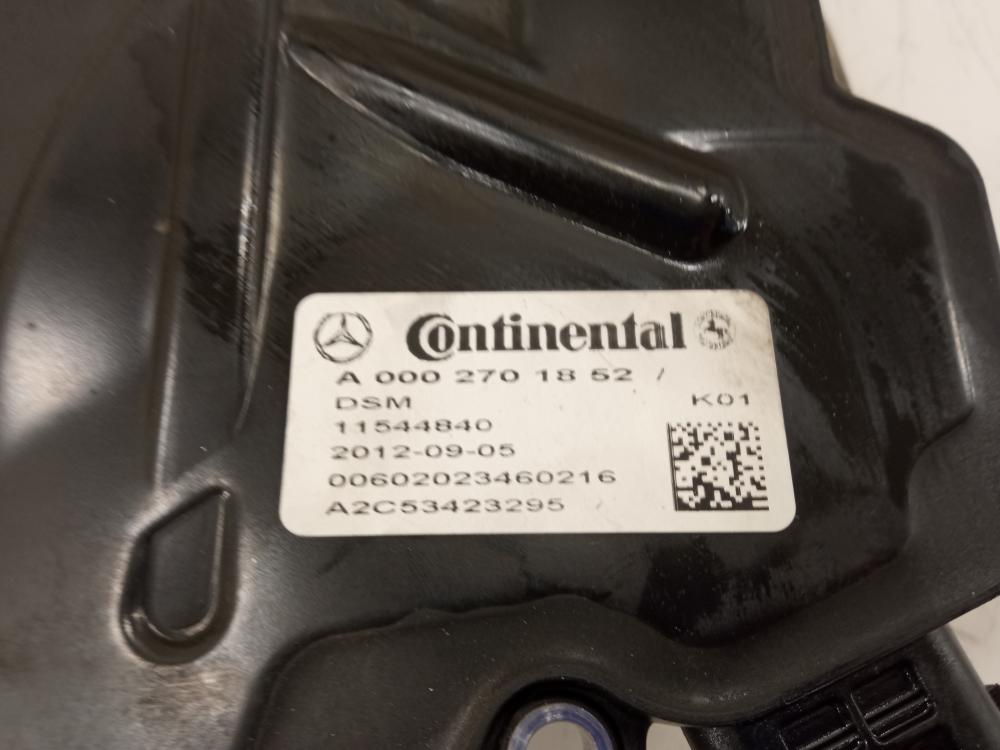 Continental
A 000 270 18 52 /
DSM K01
11544840
2012-09-05
00602023460216
A2C53423295